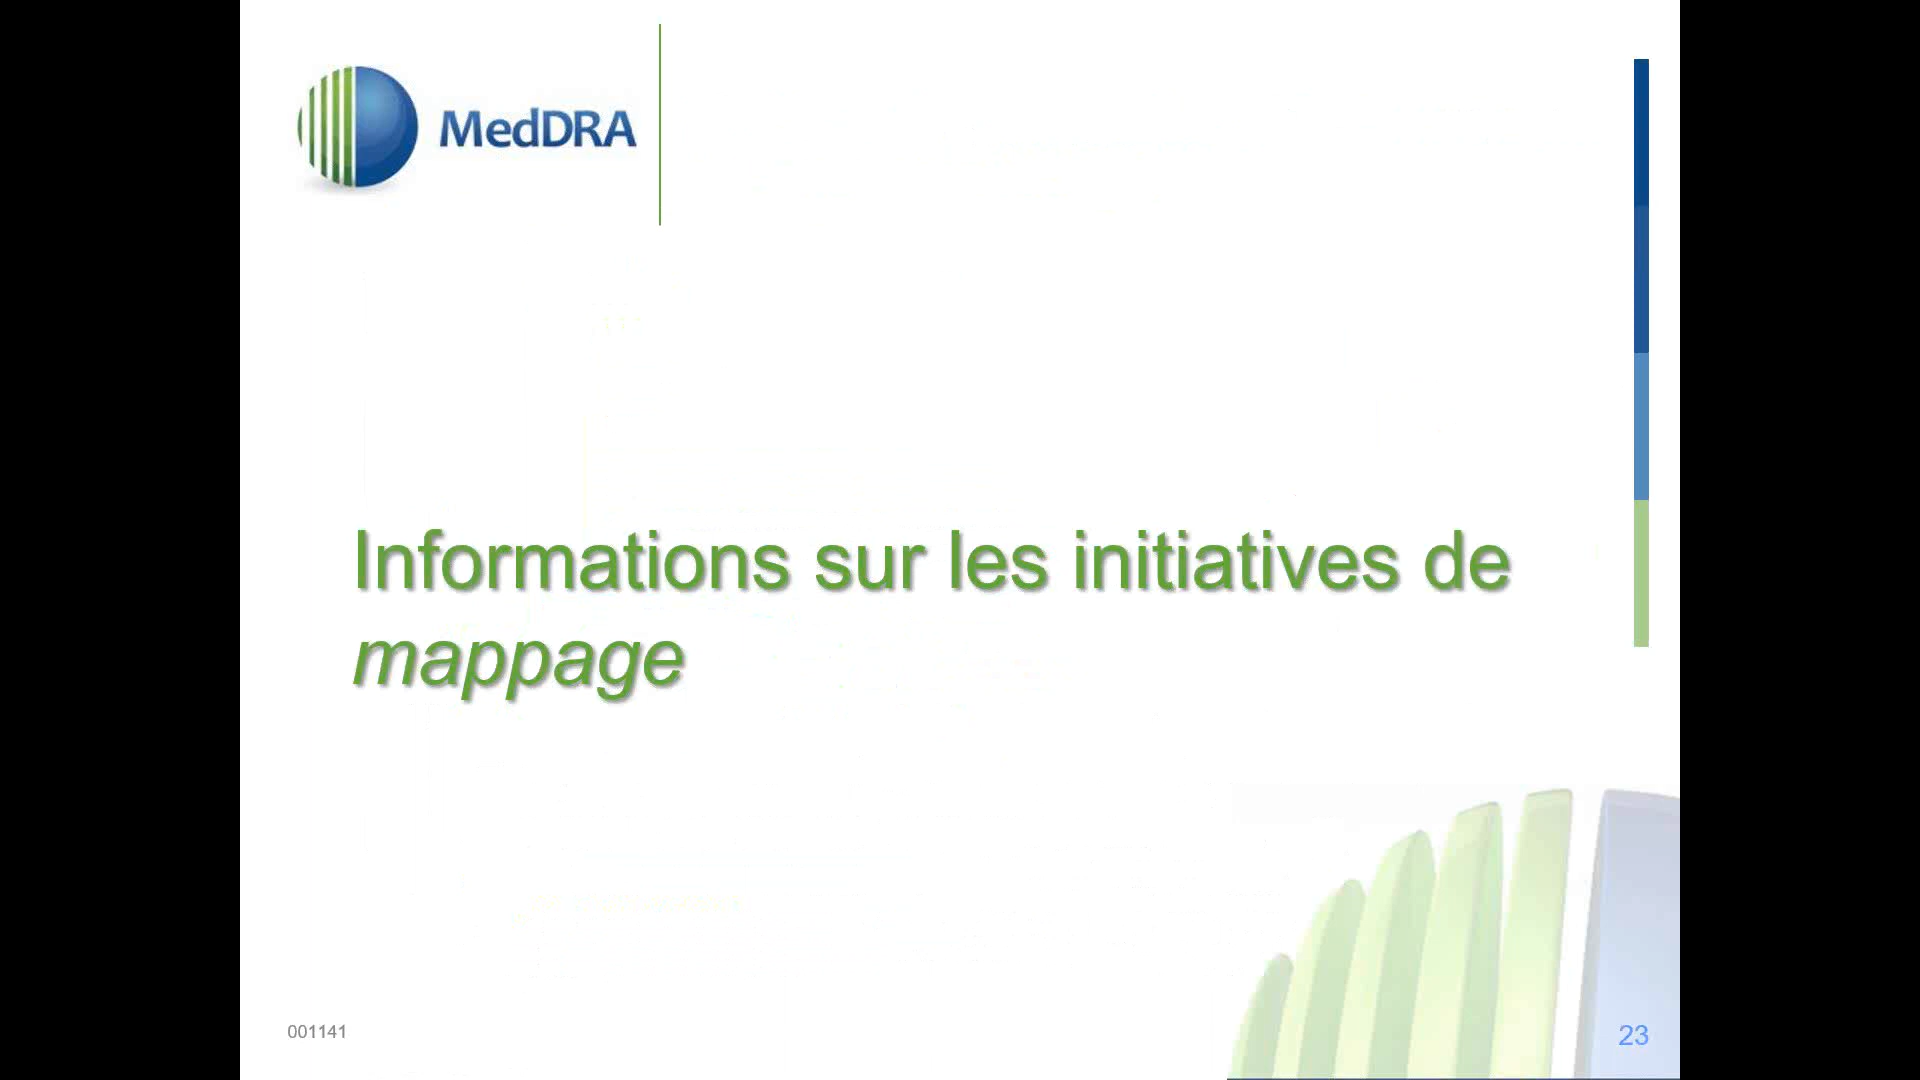 MedDRA
Informations sur les initiatives de
mappage
001141
23